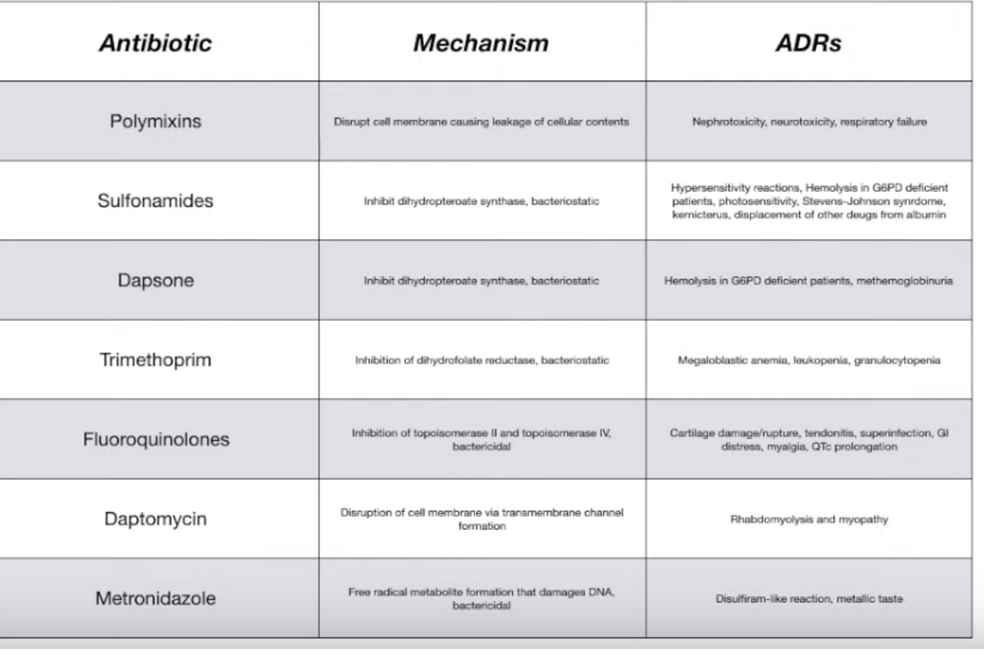 Antibiotic
Mechanism
ADRs
Polymixins
Disrupt cell membrane causing leakage of cellular contents
Nephrotoxicity, neurotoxicity, respiratory failure
Sulfonamides
Inhibit dihydropteroate synthase, bacteriostatic
Hypersensitivity reactions, Hemolysis in G6PD deficient
patients, photosensitivity, Stevens-Johnson synrdome,
kernicterus, displacement of other deugs from albumin
Dapsone
Inhibit dihydropteroate synthase, bacteriostatic
Hemolysis in G6PD deficient patients, methemoglobinuria
Trimethoprim
Inhibition of dihydrofolate reductase, bacteriostatic
Megaloblastic anemia, leukopenia, granulocytopenia
Fluoroquinolones
Inhibition of topoisomerase II and topoisomerase IV,
bactericidal
Cartilage damage/rupture, tendonitis, superinfection, GI
distress, myalgia, QTc prolongation
Daptomycin
Disruption of cell membrane via transmembrane channel
formation
Rhabdomyolysis and myopathy
Metronidazole
Free radical metabolite formation that damages DNA,
bactericidal
Disulfiram-like reaction, metallic taste